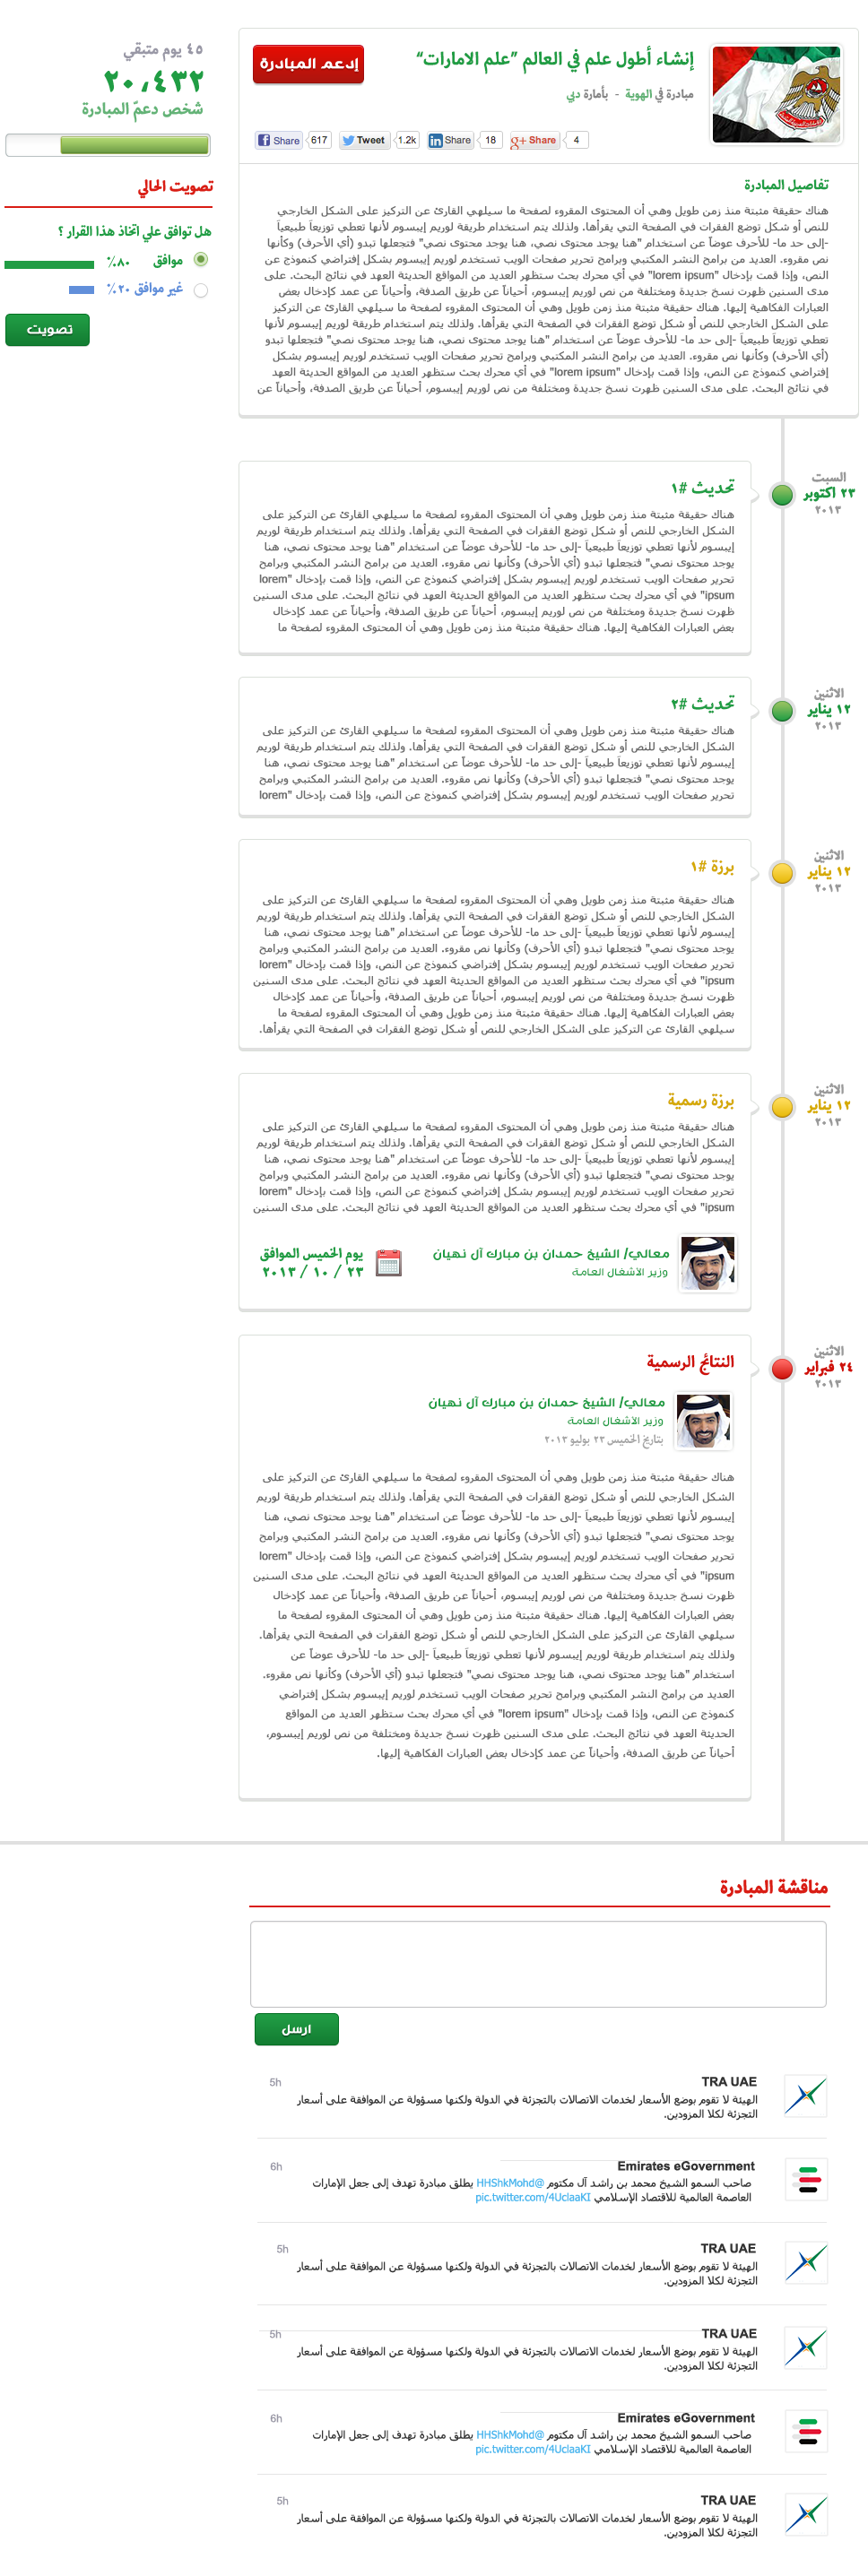 إنشاء أطول علم في العالم "علم الامارات"
إدعم المبادرة
مبادرة في الهوية - بأمارة دبي
Share 617 Tweet 1.2k Share 18 Share 4
٤٥ يوم متبقي
٢٠،٤٣٢
شخص دعمّ المبادرة
تصويت الحالي
هل توافق علي اتخاذ هذا القرار ؟
موافق ٨٠٪
غير موافق ٢٠٪
تصويت
تفاصيل المبادرة
هناك حقيقة مثبتة منذ زمن طويل وهي أن المحتوى المقروء لصفحة ما سيلهي القارئ عن التركيز على الشكل الخارجي
للنص أو شكل توضع الفقرات في الصفحة التي يقرأها. ولذلك يتم استخدام طريقة لوريم إيبسوم لأنها تعطي توزيعاَ طبيعياَ
-إلى حد ما- للأحرف عوضاً عن استخدام "هنا يوجد محتوى نصي، هنا يوجد محتوى نصي" فتجعلها تبدو (أي الأحرف) وكأنها
نص مقروء. العديد من برامح النشر المكتبي وبرامح تحرير صفحات الويب تستخدم لوريم إيبسوم بشكل إفتراضي كنموذج عن
النص، وإذا قمت بإدخال "lorem ipsum" في أي محرك بحث ستظهر العديد من المواقع الحديثة العهد في نتائج البحث. على
مدى السنين ظهرت نسخ جديدة ومختلفة من نص لوريم إيبسوم، أحياناً عن طريق الصدفة، وأحياناً عن عمد كإدخال بعض
العبارات الفكاهية إليها. هناك حقيقة مثبتة منذ زمن طويل وهي أن المحتوى المقروء لصفحة ما سيلهي القارئ عن التركيز
على الشكل الخارجي للنص أو شكل توضع الفقرات في الصفحة التي يقرأها. ولذلك يتم استخدام طريقة لوريم إيبسوم لأنها
تعطي توزيعاَ طبيعياَ -إلى حد ما- للأحرف عوضاً عن استخدام "هنا يوجد محتوى نصي، هنا يوجد محتوى نصي" فتجعلها تبدو
(أي الأحرف) وكأنها نص مقروء. العديد من برامح النشر المكتبي وبرامح تحرير صفحات الويب تستخدم لوريم إيبسوم بشكل
إفتراضي كنموذج عن النص، وإذا قمت بإدخال "lorem ipsum" في أي محرك بحث ستظهر العديد من المواقع الحديثة العهد
في نتائج البحث. على مدى السنين ظهرت نسخ جديدة ومختلفة من نص لوريم إيبسوم، أحياناً عن طريق الصدفة، وأحياناً عن
السبت
٢٣ اكتوبر
٢٠١٣
تحديث #١
هناك حقيقة مثبتة منذ زمن طويل وهي أن المحتوى المقروء لصفحة ما سيلهي القارئ عن التركيز على
الشكل الخارجي للنص أو شكل توضع الفقرات في الصفحة التي يقرأها. ولذلك يتم استخدام طريقة لوريم
إيبسوم لأنها تعطي توزيعاَ طبيعياَ -إلى حد ما- للأحرف عوضاً عن استخدام "هنا يوجد محتوى نصي، هنا
يوجد محتوى نصي" فتجعلها تبدو (أي الأحرف) وكأنها نص مقروء. العديد من برامح النشر المكتبي وبرامح
تحرير صفحات الويب تستخدم لوريم إيبسوم بشكل إفتراضي كنموذج عن النص، وإذا قمت بإدخال "lorem
ipsum" في أي محرك بحث ستظهر العديد من المواقع الحديثة العهد في نتائج البحث. على مدى السنين
ظهرت نسخ جديدة ومختلفة من نص لوريم إيبسوم، أحياناً عن طريق الصدفة، وأحياناً عن عمد كإدخال
بعض العبارات الفكاهية إليها. هناك حقيقة مثبتة منذ زمن طويل وهي أن المحتوى المقروء لصفحة ما
الاثنين
١٢ يناير
٢٠١٣
تحديث #٢
هناك حقيقة مثبتة منذ زمن طويل وهي أن المحتوى المقروء لصفحة ما سيلهي القارئ عن التركيز على
الشكل الخارجي للنص أو شكل توضع الفقرات في الصفحة التي يقرأها. ولذلك يتم استخدام طريقة لوريم
إيبسوم لأنها تعطي توزيعاَ طبيعياَ -إلى حد ما- للأحرف عوضاً عن استخدام "هنا يوجد محتوى نصي، هنا
يوجد محتوى نصي" فتجعلها تبدو (أي الأحرف) وكأنها نص مقروء. العديد من برامح النشر المكتبي وبرامح
تحرير صفحات الويب تستخدم لوريم إيبسوم بشكل إفتراضي كنموذج عن النص، وإذا قمت بإدخال "lorem
الاثنين
١٢ يناير
٢٠١٣
برزة #١
هناك حقيقة مثبتة منذ زمن طويل وهي أن المحتوى المقروء لصفحة ما سيلهي القارئ عن التركيز على
الشكل الخارجي للنص أو شكل توضع الفقرات في الصفحة التي يقرأها. ولذلك يتم استخدام طريقة لوريم
إيبسوم لأنها تعطي توزيعاَ طبيعياَ -إلى حد ما- للأحرف عوضاً عن استخدام "هنا يوجد محتوى نصي، هنا
يوجد محتوى نصي" فتجعلها تبدو (أي الأحرف) وكأنها نص مقروء. العديد من برامح النشر المكتبي وبرامح
تحرير صفحات الويب تستخدم لوريم إيبسوم بشكل إفتراضي كنموذج عن النص، وإذا قمت بإدخال "lorem
ipsum" في أي محرك بحث ستظهر العديد من المواقع الحديثة العهد في نتائج البحث. على مدى السنين
ظهرت نسخ جديدة ومختلفة من نص لوريم إيبسوم، أحياناً عن طريق الصدفة، وأحياناً عن عمد كإدخال
بعض العبارات الفكاهية إليها. هناك حقيقة مثبتة منذ زمن طويل وهي أن المحتوى المقروء لصفحة ما
سيلهي القارئ عن التركيز على الشكل الخارجي للنص أو شكل توضع الفقرات في الصفحة التي يقرأها.
الاثنين
١٢ يناير
٢٠١٣
برزة رسمية
هناك حقيقة مثبتة منذ زمن طويل وهي أن المحتوى المقروء لصفحة ما سيلهي القارئ عن التركيز على
الشكل الخارجي للنص أو شكل توضع الفقرات في الصفحة التي يقرأها. ولذلك يتم استخدام طريقة لوريم
إيبسوم لأنها تعطي توزيعاَ طبيعياَ -إلى حد ما- للأحرف عوضاً عن استخدام "هنا يوجد محتوى نصي، هنا
يوجد محتوى نصي" فتجعلها تبدو (أي الأحرف) وكأنها نص مقروء. العديد من برامح النشر المكتبي وبرامح
تحرير صفحات الويب تستخدم لوريم إيبسوم بشكل إفتراضي كنموذج عن النص، وإذا قمت بإدخال "lorem
ipsum" في أي محرك بحث ستظهر العديد من المواقع الحديثة العهد في نتائج البحث. على مدى السنين
معالي/ الشيخ حمدان بن مبارك آل نهيان
وزير الأشغال العامة
يوم الخميس الموافق
٢٣ / ١٠ / ٢٠١٣
الاثنين
٢٤ فبراير
٢٠١٣
النتائج الرسمية
معالي/ الشيخ حمدان بن مبارك آل نهيان
وزير الأشغال العامة
بتاريخ الخميس ٢٣ يوليو ٢٠١٣
هناك حقيقة مثبتة منذ زمن طويل وهي أن المحتوى المقروء لصفحة ما سيلهي القارئ عن التركيز على
الشكل الخارجي للنص أو شكل توضع الفقرات في الصفحة التي يقرأها. ولذلك يتم استخدام طريقة لوريم
إيبسوم لأنها تعطي توزيعاَ طبيعياَ -إلى حد ما- للأحرف عوضاً عن استخدام "هنا يوجد محتوى نصي، هنا
يوجد محتوى نصي" فتجعلها تبدو (أي الأحرف) وكأنها نص مقروء. العديد من برامح النشر المكتبي وبرامح
تحرير صفحات الويب تستخدم لوريم إيبسوم بشكل إفتراضي كنموذج عن النص، وإذا قمت بإدخال "lorem
ipsum" في أي محرك بحث ستظهر العديد من المواقع الحديثة العهد في نتائج البحث. على مدى السنين
ظهرت نسخ جديدة ومختلفة من نص لوريم إيبسوم، أحياناً عن طريق الصدفة، وأحياناً عن عمد كإدخال
بعض العبارات الفكاهية إليها. هناك حقيقة مثبتة منذ زمن طويل وهي أن المحتوى المقروء لصفحة ما
سيلهي القارئ عن التركيز على الشكل الخارجي للنص أو شكل توضع الفقرات في الصفحة التي يقرأها.
ولذلك يتم استخدام طريقة لوريم إيبسوم لأنها تعطي توزيعاَ طبيعياَ -إلى حد ما- للأحرف عوضاً عن
استخدام "هنا يوجد محتوى نصي، هنا يوجد محتوى نصي" فتجعلها تبدو (أي الأحرف) وكأنها نص مقروء.
العديد من برامح النشر المكتبي وبرامح تحرير صفحات الويب تستخدم لوريم إيبسوم بشكل إفتراضي
كنموذج عن النص، وإذا قمت بإدخال "lorem ipsum" في أي محرك بحث ستظهر العديد من المواقع
الحديثة العهد في نتائج البحث. على مدى السنين ظهرت نسخ جديدة ومختلفة من نص لوريم إيبسوم،
أحياناً عن طريق الصدفة، وأحياناً عن عمد كإدخال بعض العبارات الفكاهية إليها.
مناقشة المبادرة
ارسل
TRA UAE 5h
الهيئة لا تقوم بوضع الأسعار لخدمات الاتصالات بالتجزئة في الدولة ولكنها مسؤولة عن الموافقة على أسعار
التجزئة لكلا المزودين.
Emirates eGovernment 6h
صاحب السمو الشيخ محمد بن راشد آل مكتوم @HHShkMohd يطلق مبادرة تهدف إلى جعل الإمارات
العاصمة العالمية للاقتصاد الإسلامي pic.twitter.com/4UclaaKI
TRA UAE 5h
الهيئة لا تقوم بوضع الأسعار لخدمات الاتصالات بالتجزئة في الدولة ولكنها مسؤولة عن الموافقة على أسعار
التجزئة لكلا المزودين.
TRA UAE 5h
الهيئة لا تقوم بوضع الأسعار لخدمات الاتصالات بالتجزئة في الدولة ولكنها مسؤولة عن الموافقة على أسعار
التجزئة لكلا المزودين.
Emirates eGovernment 6h
صاحب السمو الشيخ محمد بن راشد آل مكتوم @HHShkMohd يطلق مبادرة تهدف إلى جعل الإمارات
العاصمة العالمية للاقتصاد الإسلامي pic.twitter.com/4UclaaKI
TRA UAE 5h
الهيئة لا تقوم بوضع الأسعار لخدمات الاتصالات بالتجزئة في الدولة ولكنها مسؤولة عن الموافقة على أسعار
التجزئة لكلا المزودين.